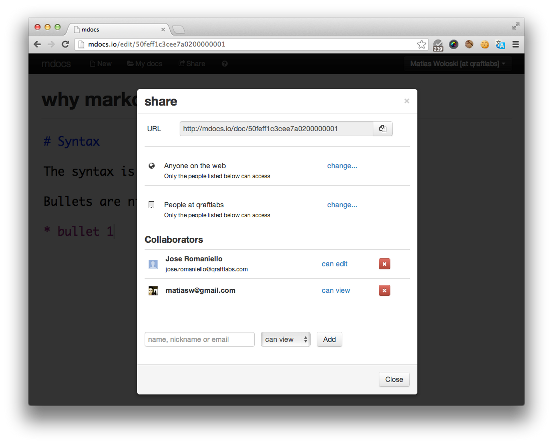 mdocs
mdocs.io/edit/50feff1c3cee7a0200000001
mdocs New My docs Share Matias Woloski [at qraftlabs]
why markd
# Syntax
The syntax is
Bullets are n
* bullet 1
share ×
URL http://mdocs.io/doc/50feff1c3cee7a0200000001
Anyone on the web change...
Only the people listed below can access
People at qraftlabs change...
Only the people listed below can access
Collaborators
Jose Romaniello can edit
jose.romaniello@qraftlabs.com
matiasw@gmail.com can view
name, nickname or email can view Add
Close